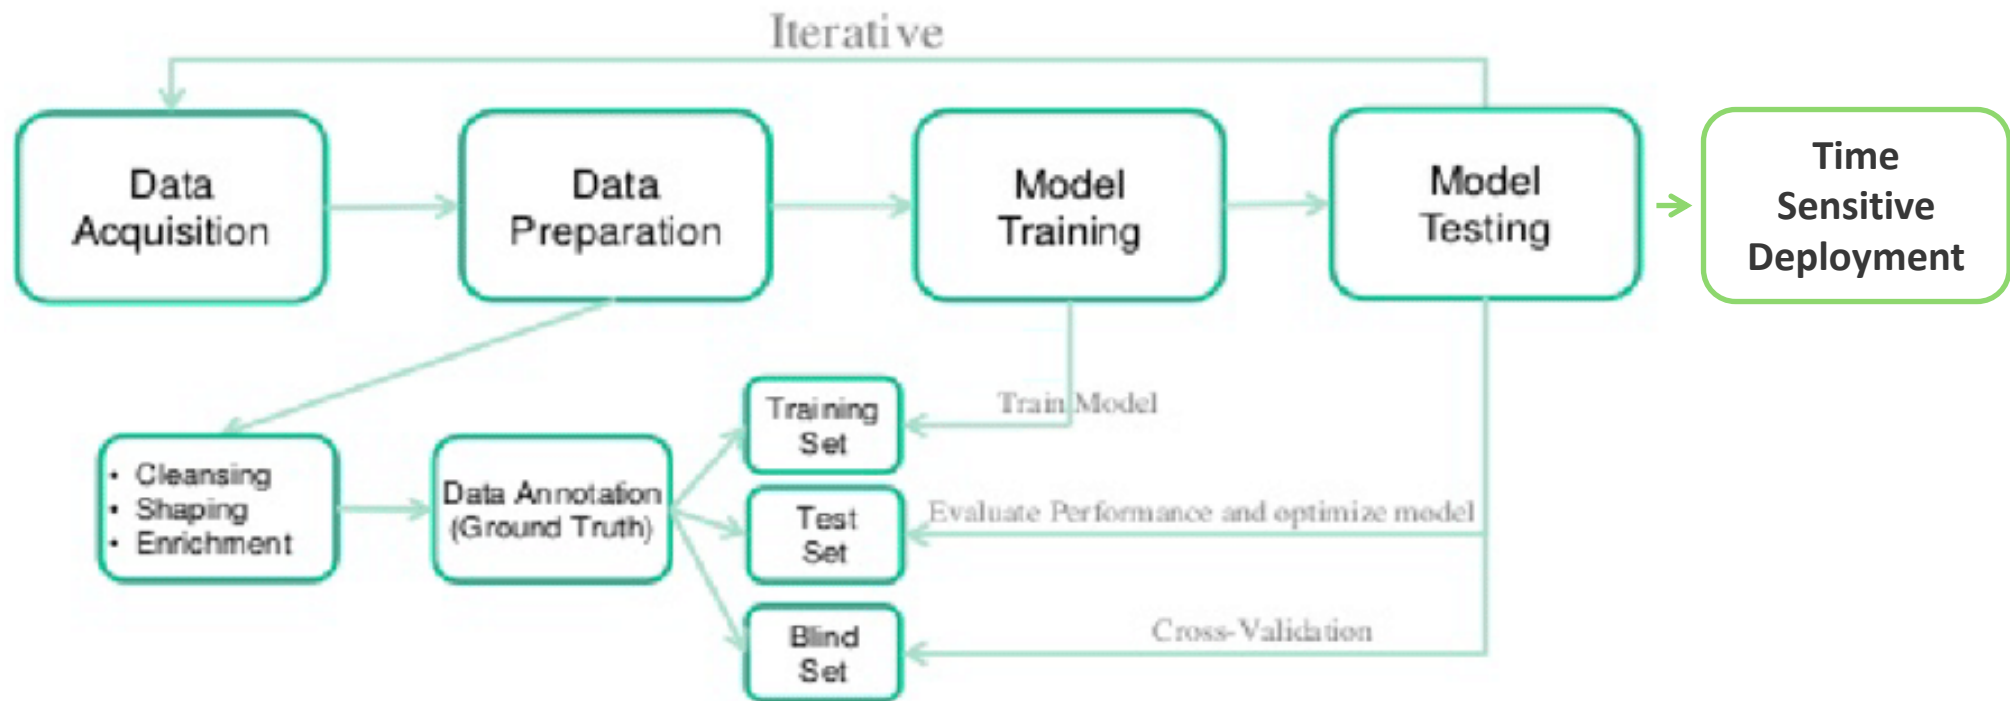 Iterative
Data
Acquisition
Data
Preparation
Model
Training
Model
Testing
Time
Sensitive
Deployment
• Cleansing
• Shaping
• Enrichment
Data Annotation
(Ground Truth)
Training
Set
Train Model
Test
Set
Evaluate Performance and optimize model
Blind
Set
Cross-Validation